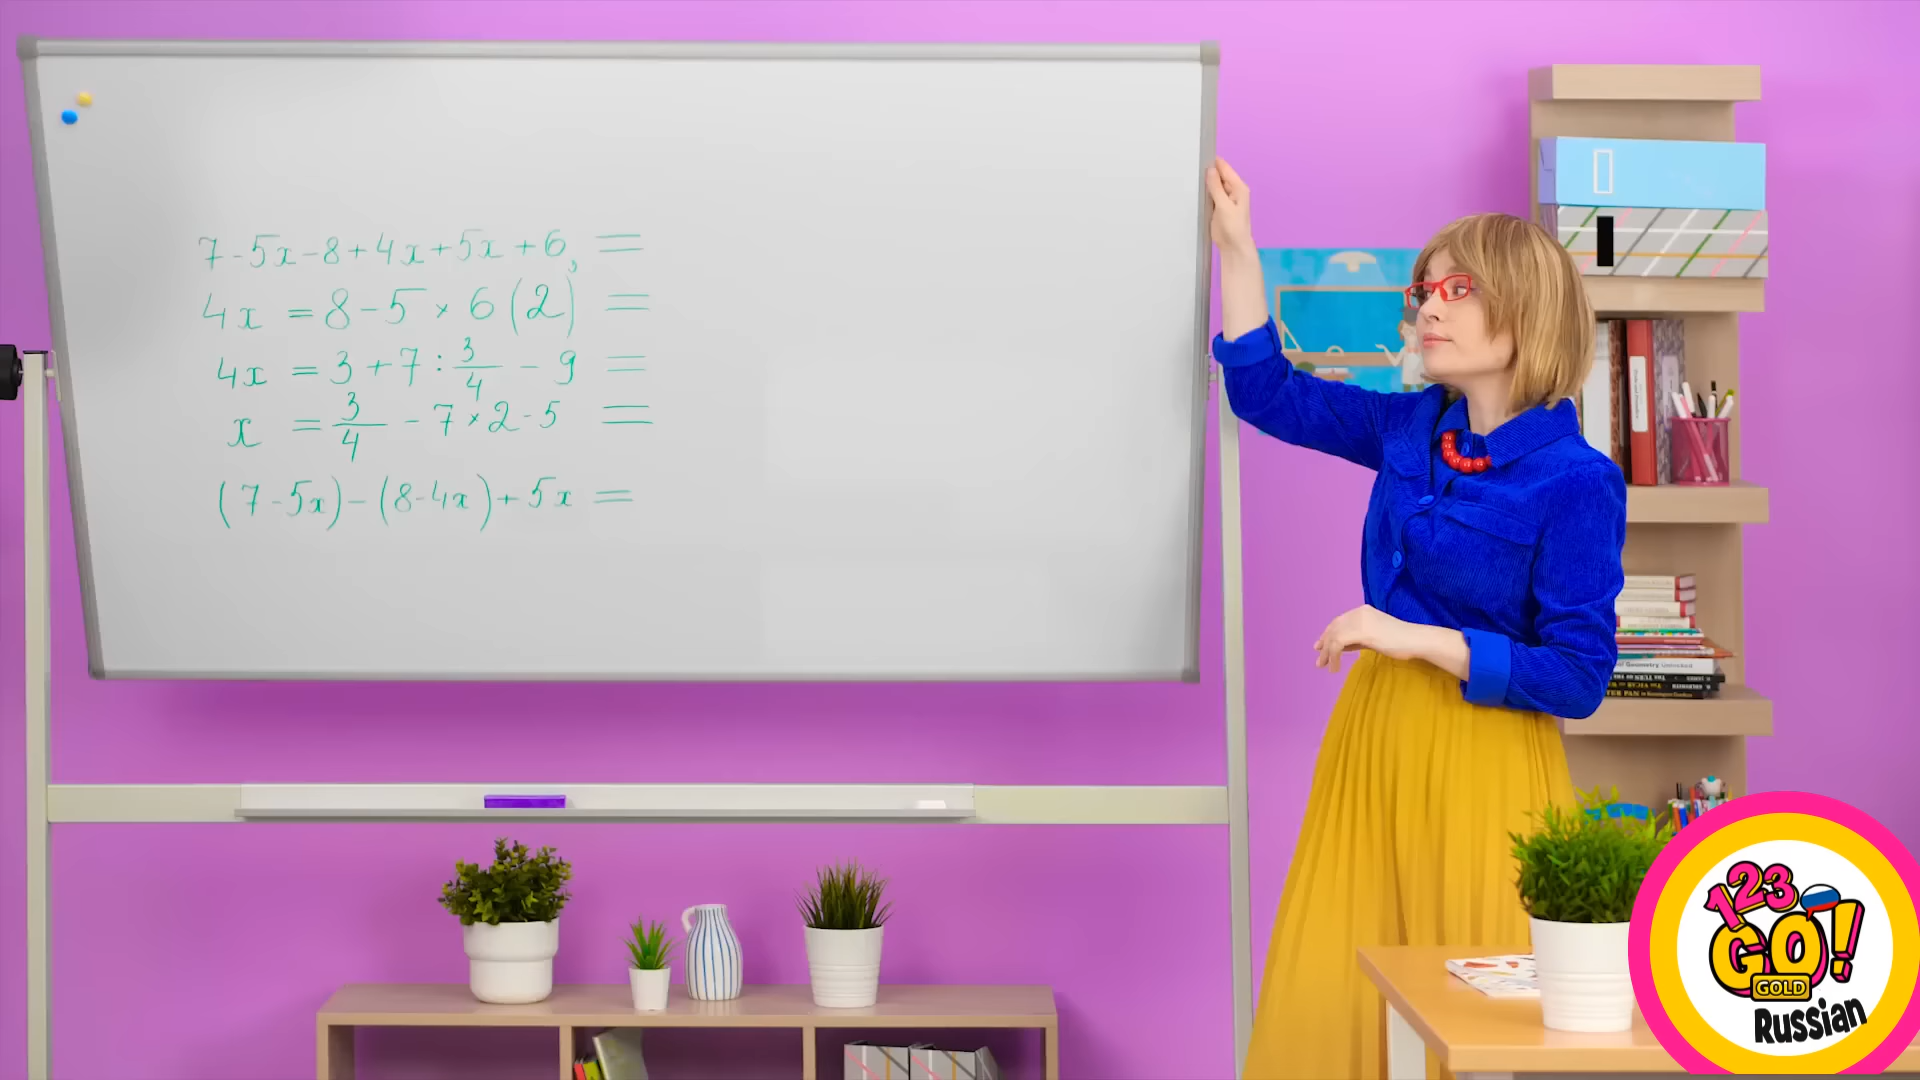 7-5x-8+4x+5x+6, =
4x = 8-5 × 6 (2) =
4x = 3+7 : 3/4 - 9 =
x = 3/4 - 7×2-5 =
(7-5x)-(8-4x)+5x =
123
GO!
GOLD
Russian